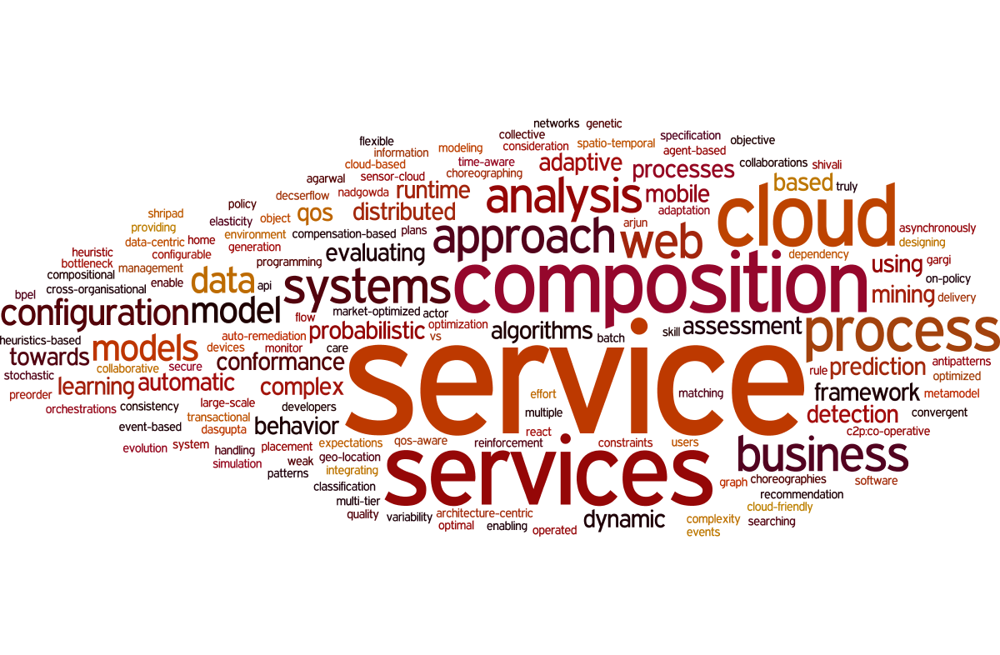 networks genetic
collective
flexible
consideration
spatio-temporal
specification
objective
information
modeling
agent-based
cloud-based
time-aware
adaptive
processes
collaborations
shivali
agarwal
sensor-cloud
choreographing
based
truly
decserflow
nadgowda
runtime
analysis
mobile
cloud
policy
shripad
qos
distributed
adaptation
elasticity
object
providing
environment
compensation-based
plans
approach
arjun
web
asynchronously
data-centric
home
generation
designing
heuristic
configurable
evaluating
dependency
bottleneck
programming
composition
using
gargi
compositional
management
enable
data
api
systems
on-policy
bpel
cross-organisational
mining
delivery
configuration
model
market-optimized
actor
flow
process
heuristics-based
auto-remediation
probabilistic
optimization
vs
algorithms
batch
skill
assessment
models
devices
monitor
care
service
towards
collaborative
secure
conformance
rule
prediction
antipatterns
stochastic
optimized
preorder
learning
automatic
complex
effort
matching
framework
metamodel
orchestrations
consistency
large-scale
developers
multiple
detection
convergent
transactional
event-based
dasgupta
behavior
react
c2p:co-operative
evolution
system
handling
placement
expectations
qos-aware
reinforcement
constraints
users
business
simulation
weak
geo-location
services
patterns
integrating
graph
choreographies
software
classification
recommendation
multi-tier
cloud-friendly
quality
variability
architecture-centric
dynamic
complexity
searching
optimal
enabling
operated
events